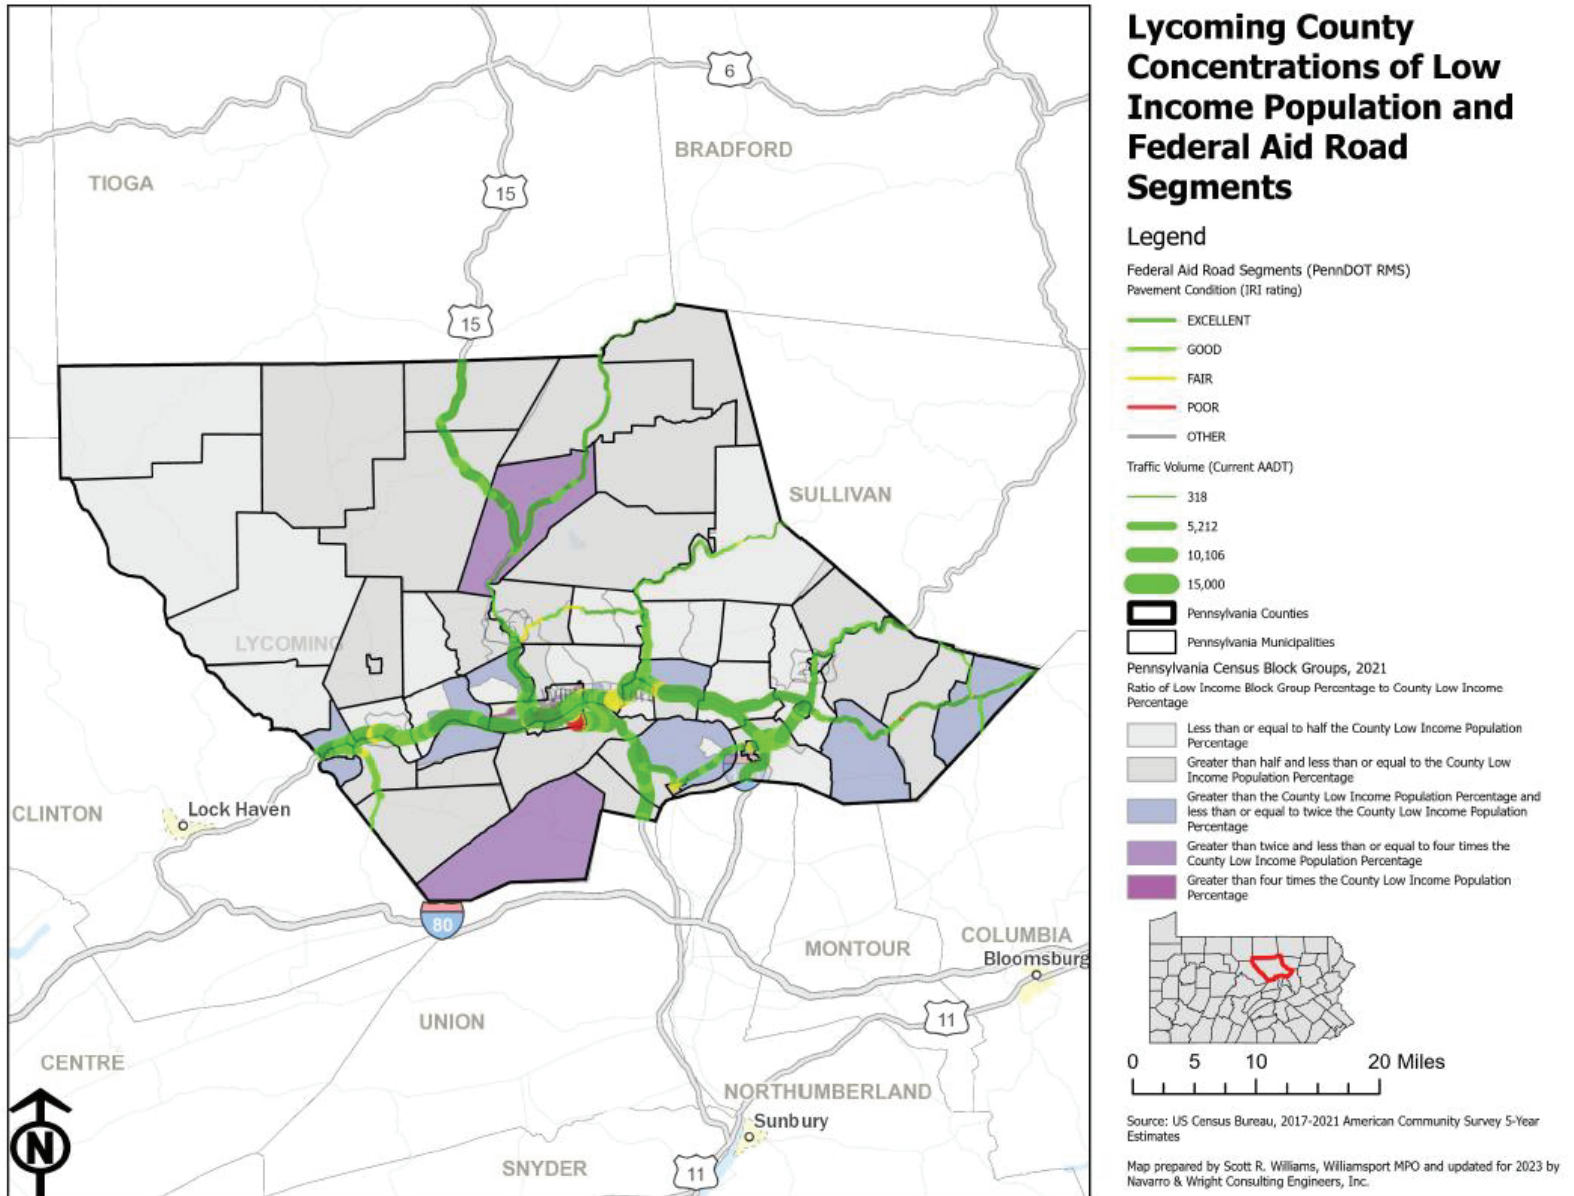 Lycoming County
Concentrations of Low
Income Population and
Federal Aid Road
Segments
Legend
Federal Aid Road Segments (PennDOT RMS)
Pavement Condition (IRI rating)
EXCELLENT
GOOD
FAIR
POOR
OTHER
Traffic Volume (Current AADT)
318
5,212
10,106
15,000
Pennsylvania Counties
Pennsylvania Municipalities
Pennsylvania Census Block Groups, 2021
Ratio of Low Income Block Group Percentage to County Low Income
Percentage
Less than or equal to half the County Low Income Population
Percentage
Greater than half and less than or equal to the County Low
Income Population Percentage
Greater than the County Low Income Population Percentage and
less than or equal to twice the County Low Income Population
Percentage
Greater than twice and less than or equal to four times the
County Low Income Population Percentage
Greater than four times the County Low Income Population
Percentage
0 5 10 20 Miles
Source: US Census Bureau, 2017-2021 American Community Survey 5-Year
Estimates
Map prepared by Scott R. Williams, Williamsport MPO and updated for 2023 by
Navarro & Wright Consulting Engineers, Inc.
6
BRADFORD
TIOGA
15
15
SULLIVAN
LYCOMING
CLINTON
Lock Haven
80
MONTOUR
COLUMBIA
Bloomsburg
UNION
11
CENTRE
NORTHUMBERLAND
Sunbury
SNYDER
11
N